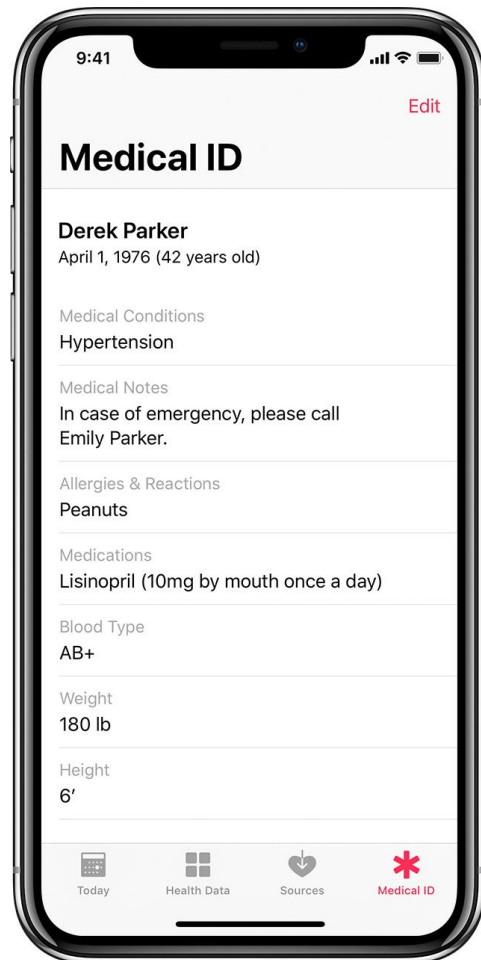 9:41
Edit
Medical ID
Derek Parker
April 1, 1976 (42 years old)
Medical Conditions
Hypertension
Medical Notes
In case of emergency, please call
Emily Parker.
Allergies & Reactions
Peanuts
Medications
Lisinopril (10mg by mouth once a day)
Blood Type
AB+
Weight
180 lb
Height
6′
Today
Health Data
Sources
Medical ID